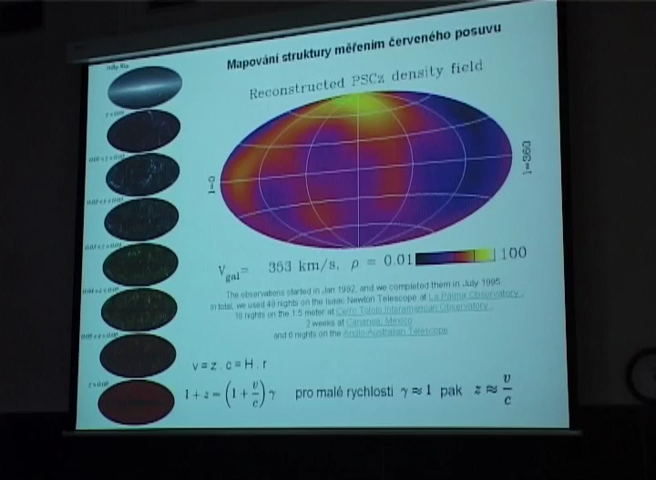 Mapování struktury měřením červeného posuvu
Reconstructed PSCz density field
l=0
l=360
V gal = 353 km/s, ρ = 0.01 100
The observations started in Jan 1992, and we completed them in July 1995.
In total, we used 49 nights on the Isaac Newton Telescope at La Palma Observatory,
18 nights on the 1.5 meter at Cerro Tololo Interamerican Observatory,
2 weeks at Cananea, Mexico
and 6 nights on the Anglo-Australian Telescope
v = z . c = H . r
1 + z = (1 + v/c) γ pro malé rychlosti γ ≈ 1 pak z ≈ v/c